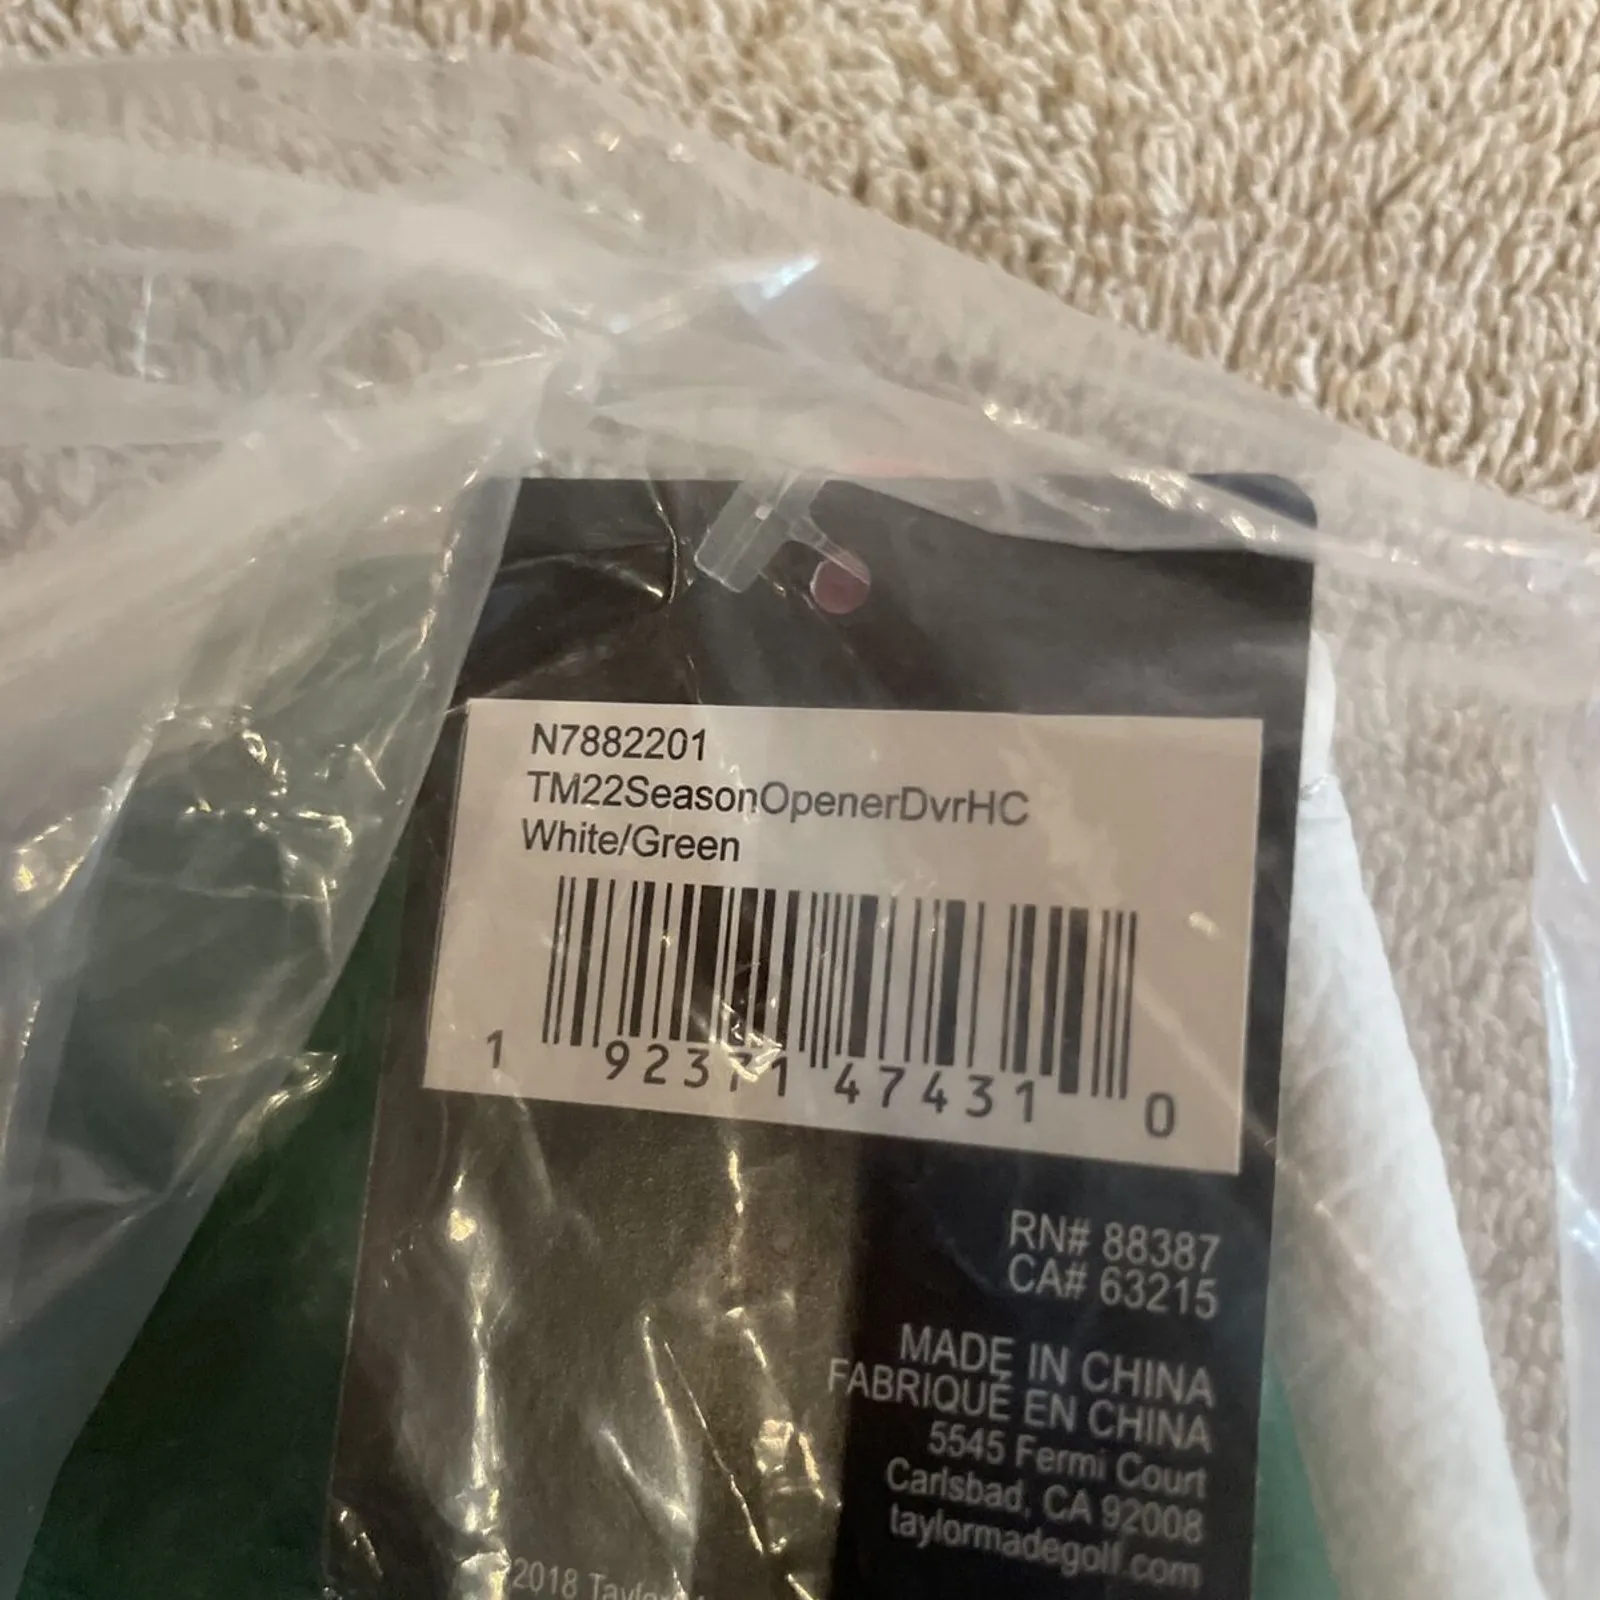 N7882201
TM22SeasonOpenerDvrHC
White/Green
1 92371 47431 0
RN# 88387
CA# 63215
MADE IN CHINA
FABRIQUÉ EN CHINA
5545 Fermi Court
Carlsbad, CA 92008
taylormadegolf.com
2018